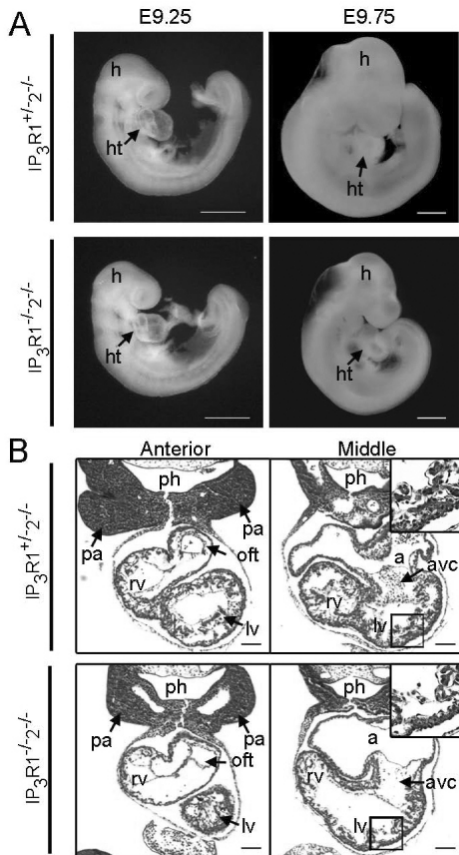 A
E9.25 E9.75
IP3R1+/-2-/-
h h
ht ht
IP3R1-/-2-/-
h h
ht ht
B
Anterior Middle
IP3R1+/-2-/-
ph ph
pa pa
oft a
avc
rv rv
lv lv
IP3R1-/-2-/-
ph ph
pa pa
a
rv oft rv avc
lv lv